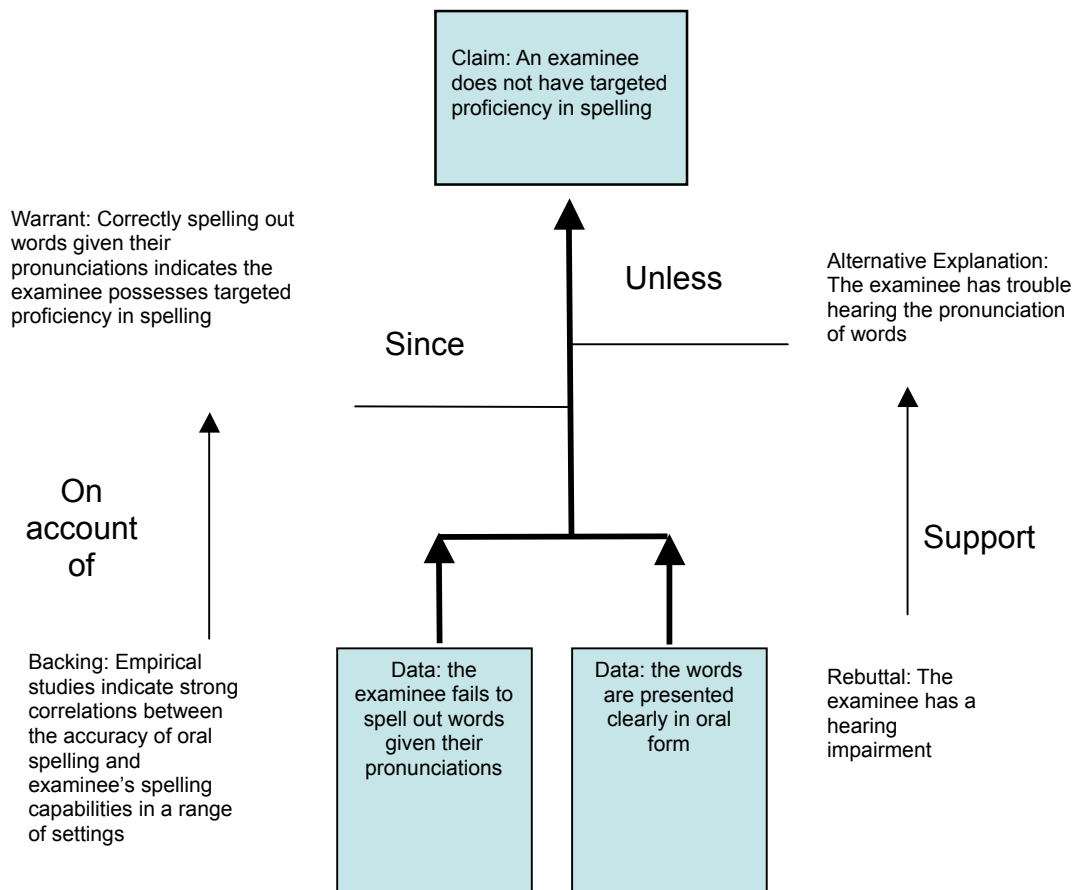 Claim: An examinee
does not have targeted
proficiency in spelling
Warrant: Correctly spelling out
words given their
pronunciations indicates the
examinee possesses targeted
proficiency in spelling
Unless
Alternative Explanation:
The examinee has trouble
hearing the pronunciation
of words
Since
On
account
of
Support
Backing: Empirical
studies indicate strong
correlations between
the accuracy of oral
spelling and
examinee’s spelling
capabilities in a range
of settings
Data: the
examinee fails to
spell out words
given their
pronunciations
Data: the words
are presented
clearly in oral
form
Rebuttal: The
examinee has a
hearing
impairment